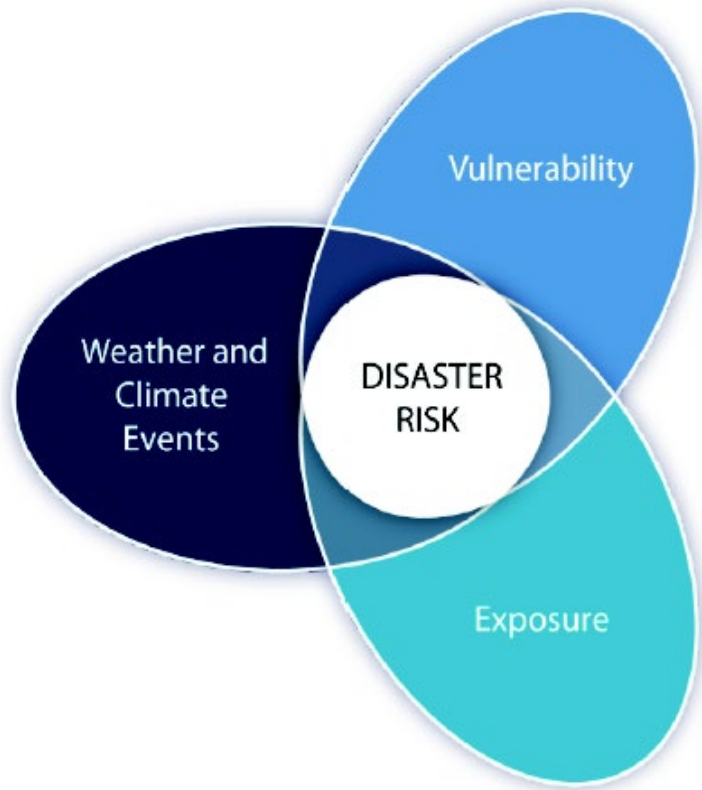 Vulnerability
Weather and
Climate
Events
DISASTER
RISK
Exposure